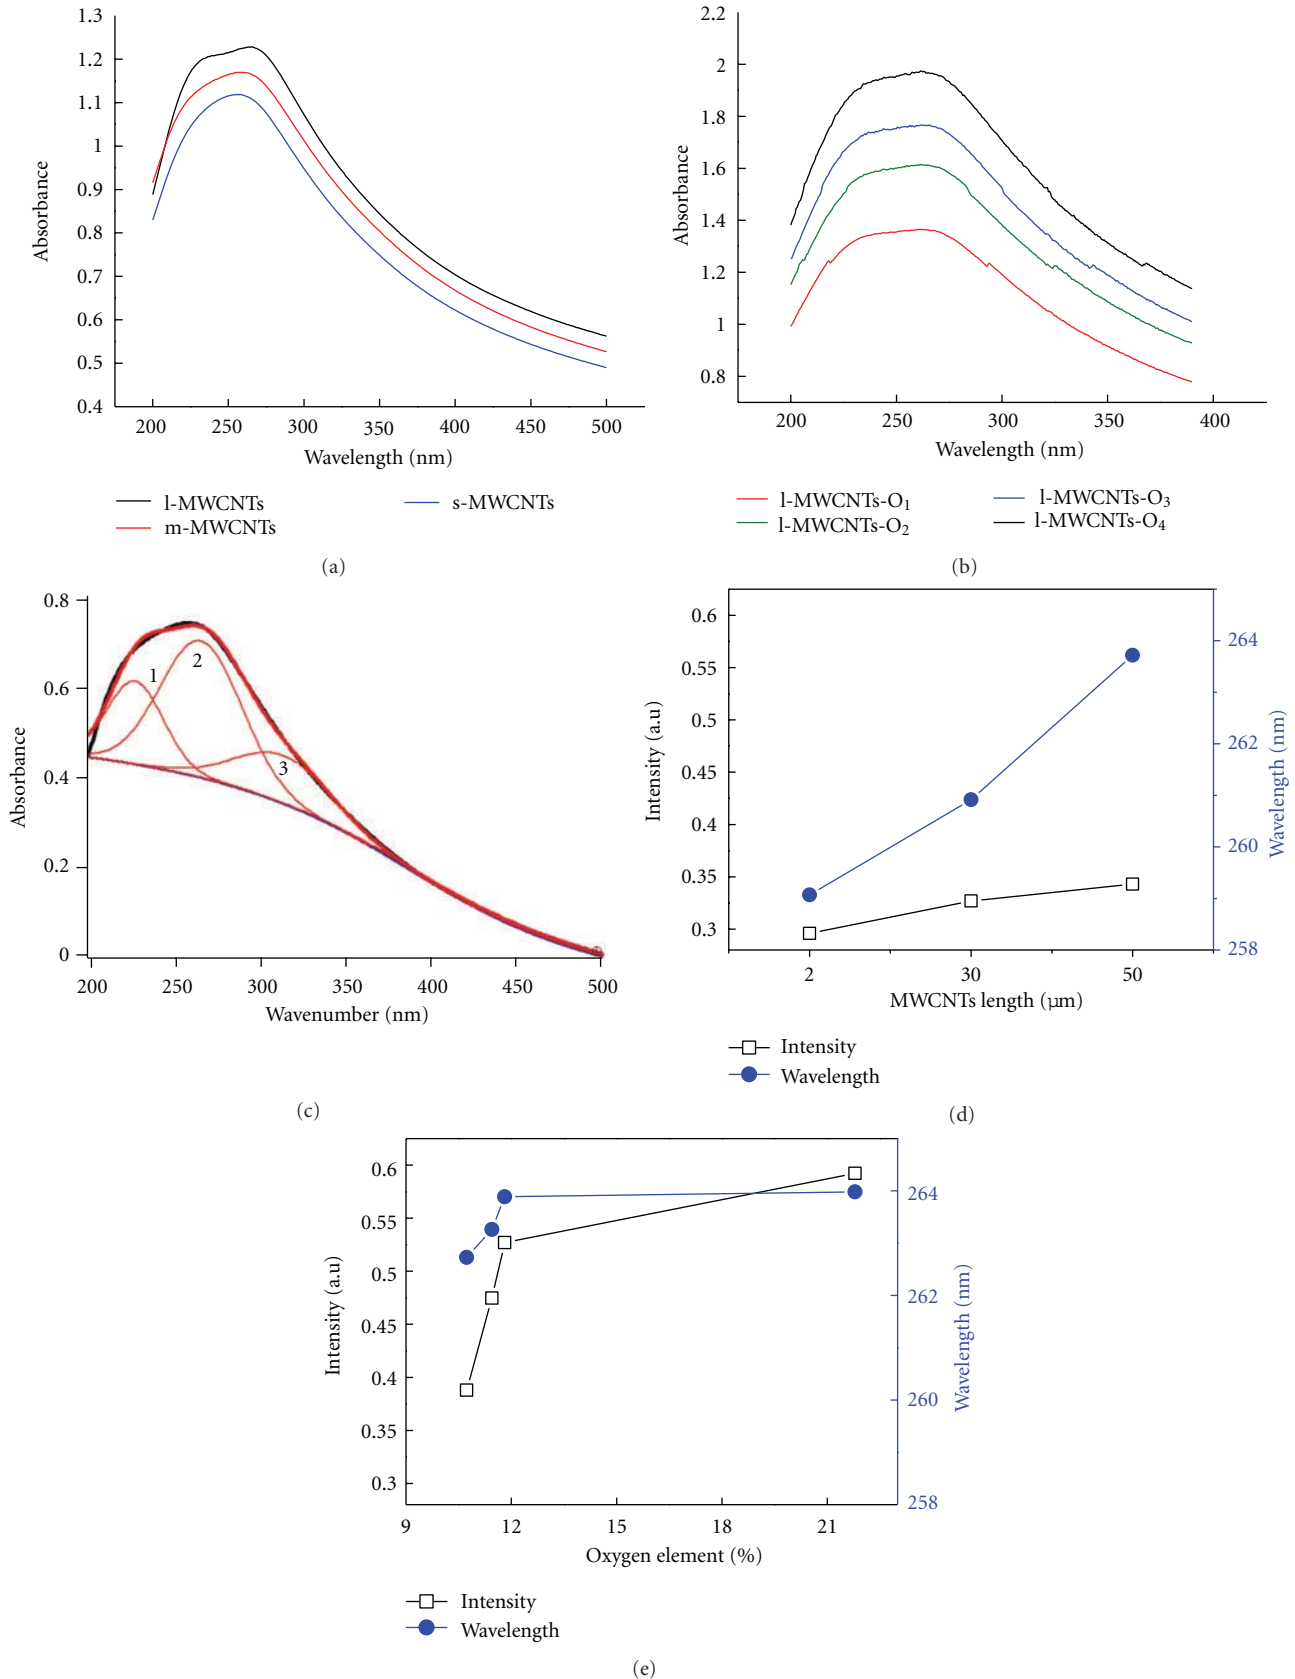 1.3
1.2
1.1
1
0.9
0.8
0.7
0.6
0.5
0.4
Absorbance
200 250 300 350 400 450 500
Wavelength (nm)
l-MWCNTs
m-MWCNTs
s-MWCNTs
(a)
2.2
2
1.8
1.6
1.4
1.2
1
0.8
Absorbance
200 250 300 350 400
Wavelength (nm)
l-MWCNTs-O₁
l-MWCNTs-O₂
l-MWCNTs-O₃
l-MWCNTs-O₄
(b)
0.8
0.6
0.4
0.2
0
Absorbance
1
2
3
200 250 300 350 400 450 500
Wavenumber (nm)
(c)
0.6
0.55
0.5
0.45
0.4
0.35
0.3
Intensity (a.u)
264
262
260
258
Wavelength (nm)
2 30 50
MWCNTs length (μm)
Intensity
Wavelength
(d)
0.6
0.55
0.5
0.45
0.4
0.35
0.3
Intensity (a.u)
264
262
260
258
Wavelength (nm)
9 12 15 18 21
Oxygen element (%)
Intensity
Wavelength
(e)